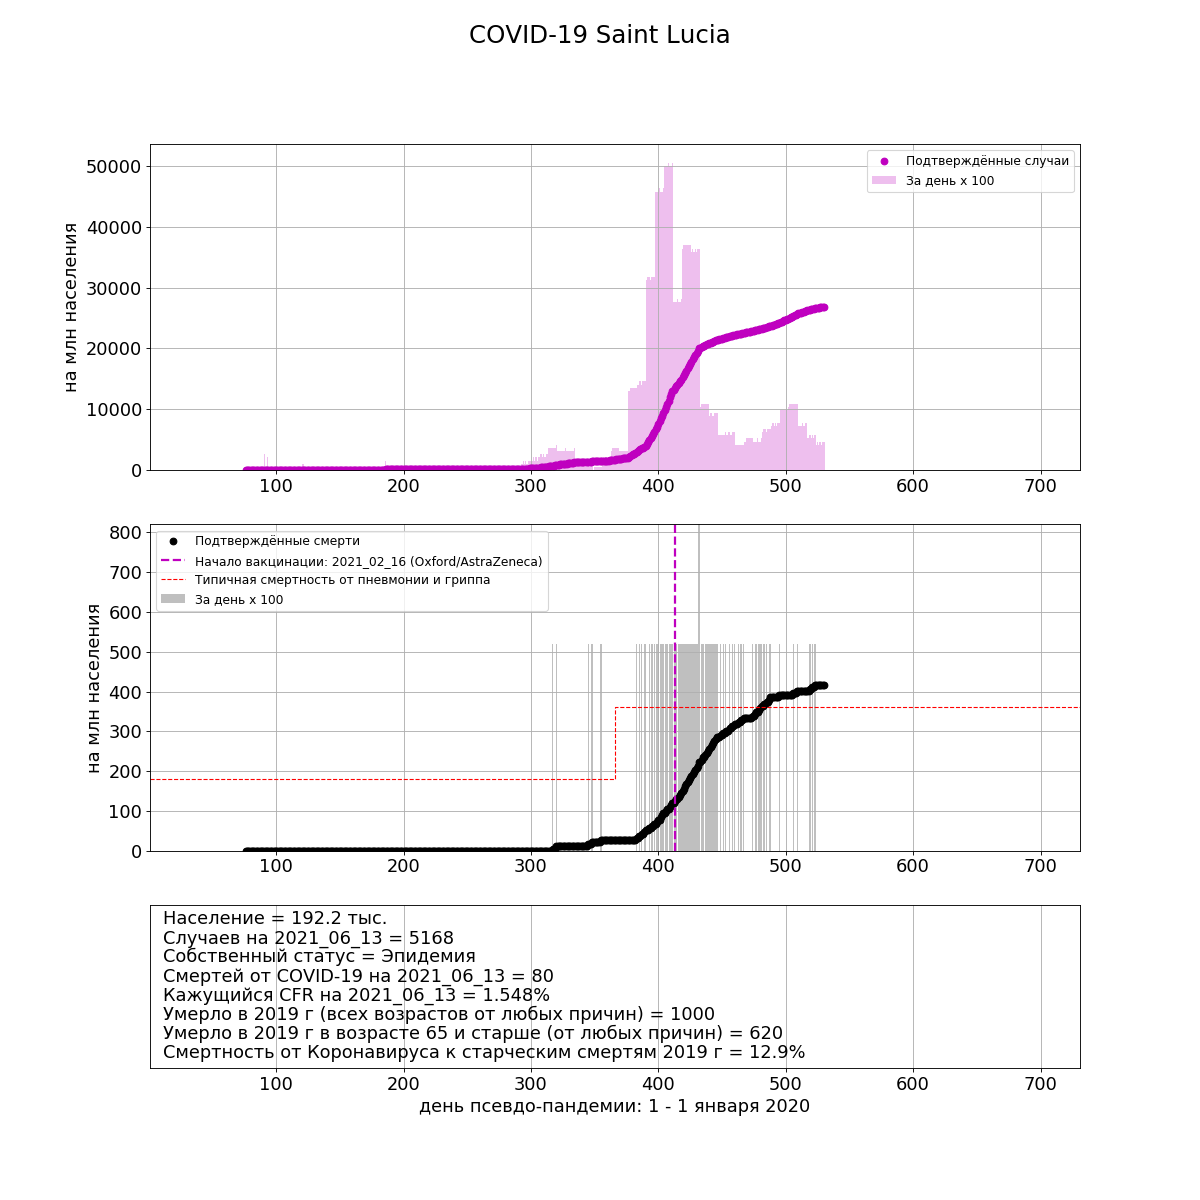 COVID-19 Saint Lucia
50000
40000
30000
20000
10000
0
на млн населения
Подтверждённые случаи
За день x 100
100 200 300 400 500 600 700
800
700
600
500
400
300
200
100
0
на млн населения
Подтверждённые смерти
Начало вакцинации: 2021_02_16 (Oxford/AstraZeneca)
Типичная смертность от пневмонии и гриппа
За день x 100
100 200 300 400 500 600 700
Население = 192.2 тыс.
Случаев на 2021_06_13 = 5168
Собственный статус = Эпидемия
Смертей от COVID-19 на 2021_06_13 = 80
Кажущийся CFR на 2021_06_13 = 1.548%
Умерло в 2019 г (всех возрастов от любых причин) = 1000
Умерло в 2019 г в возрасте 65 и старше (от любых причин) = 620
Смертность от Коронавируса к старческим смертям 2019 г = 12.9%
100 200 300 400 500 600 700
день псевдо-пандемии: 1 - 1 января 2020